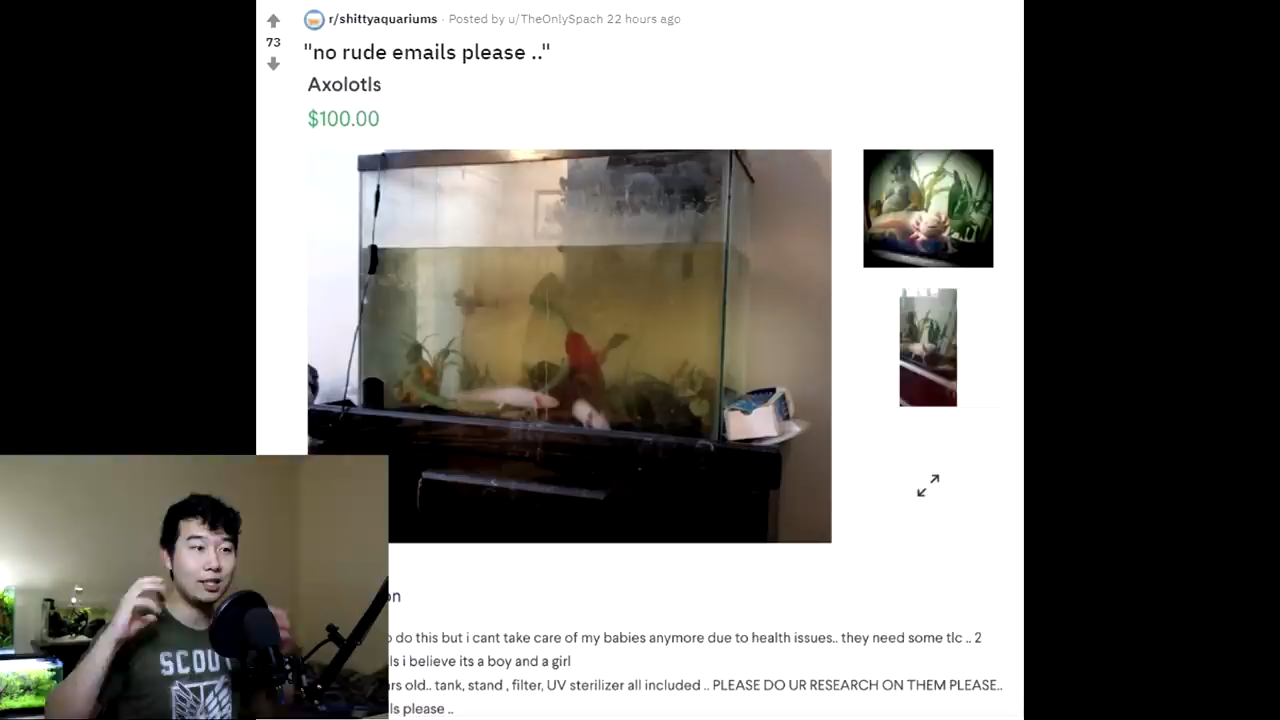 r/shittyaquariums · Posted by u/TheOnlySpach 22 hours ago
73
"no rude emails please .."
Axolotls
$100.00
on
do this but i cant take care of my babies anymore due to health issues.. they need some tlc .. 2
ls i believe its a boy and a girl
rs old.. tank, stand , filter, UV sterilizer all included .. PLEASE DO UR RESEARCH ON THEM PLEASE..
ls please ..
SCOU